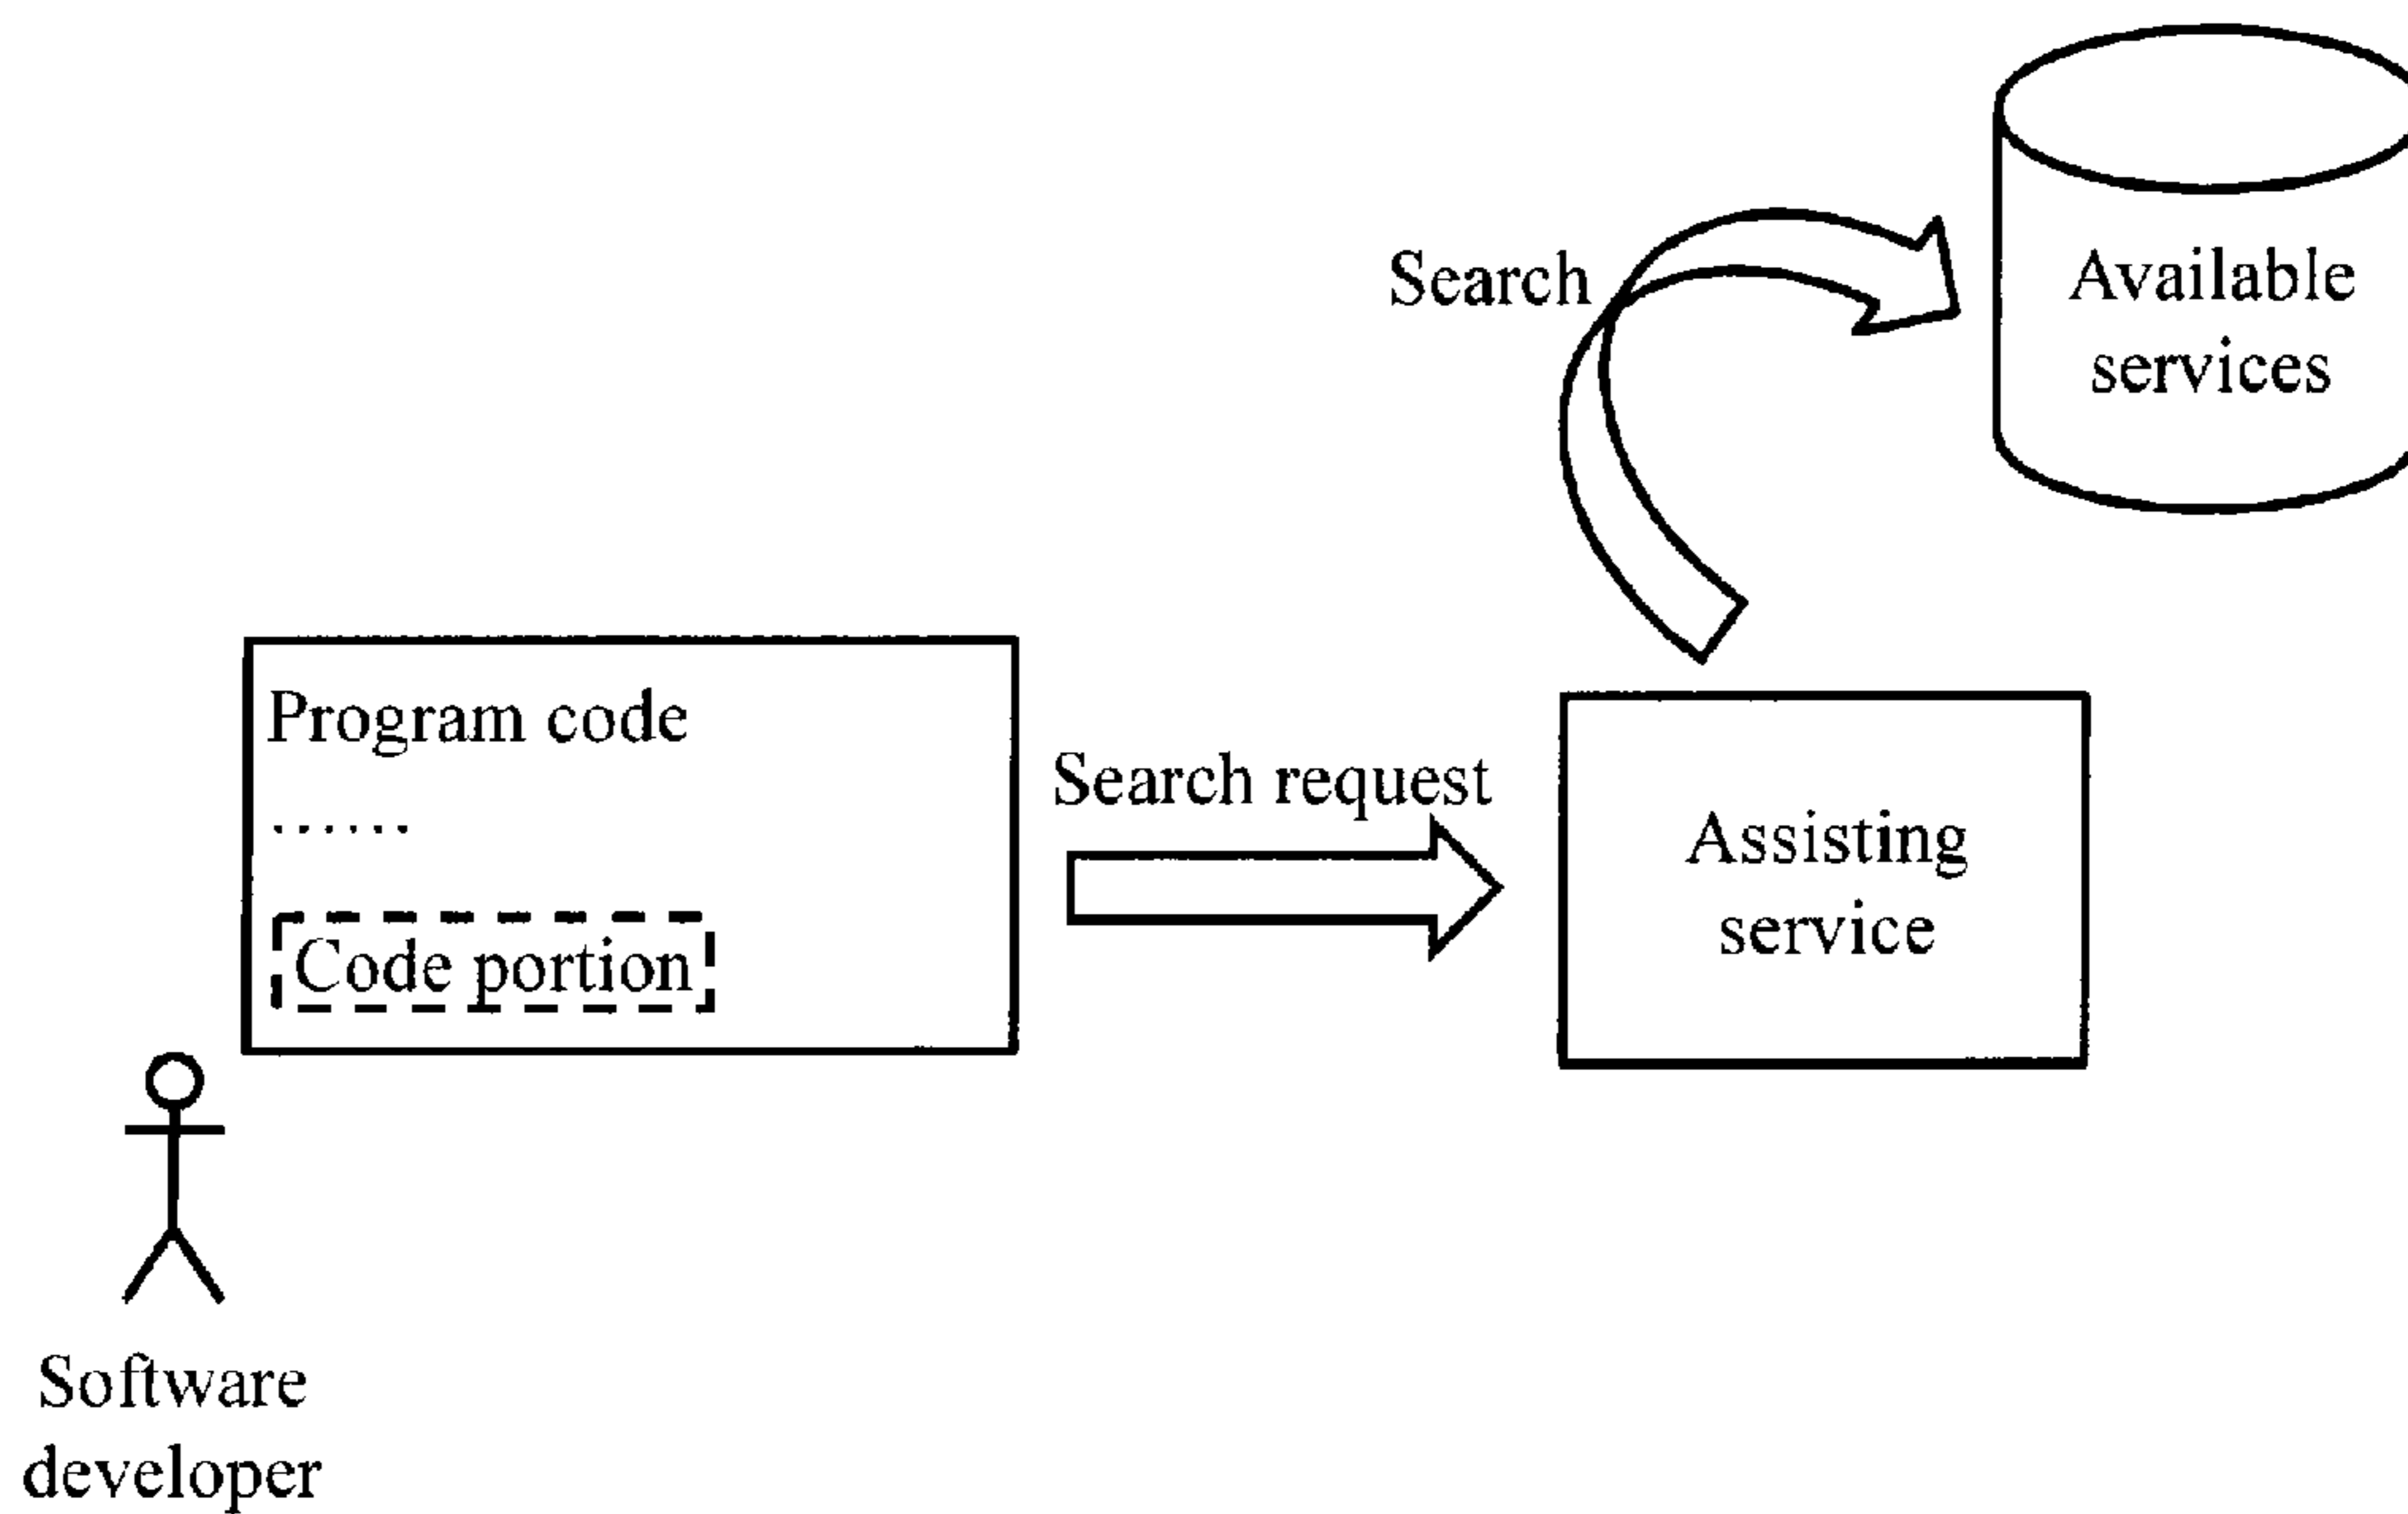 Search
Available
services
Program code
......
Code portion
Search request
Assisting
service
Software
developer